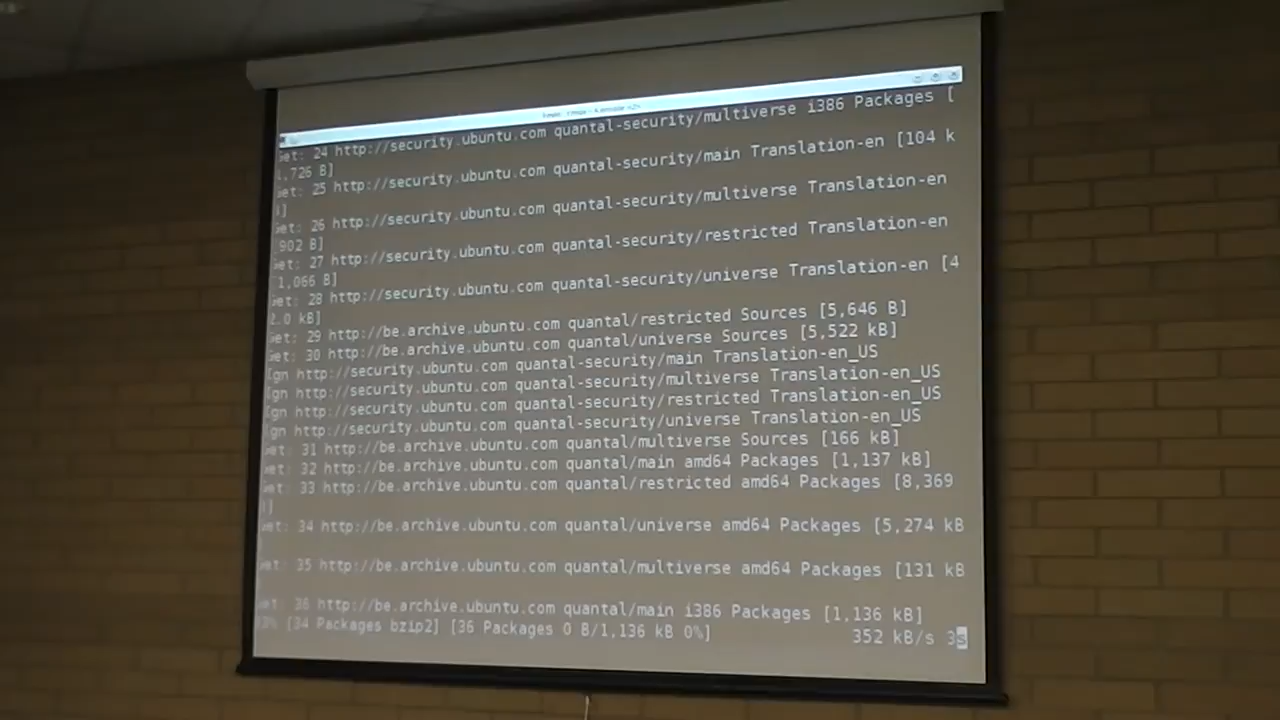 Get: 24 http://security.ubuntu.com quantal-security/multiverse i386 Packages [
1,726 B]
Get: 25 http://security.ubuntu.com quantal-security/main Translation-en [104 k
B]
Get: 26 http://security.ubuntu.com quantal-security/multiverse Translation-en
902 B]
Get: 27 http://security.ubuntu.com quantal-security/restricted Translation-en
1,066 B]
Get: 28 http://security.ubuntu.com quantal-security/universe Translation-en [4
2.0 kB]
Get: 29 http://be.archive.ubuntu.com quantal/restricted Sources [5,646 B]
Get: 30 http://be.archive.ubuntu.com quantal/universe Sources [5,522 kB]
Ign http://security.ubuntu.com quantal-security/main Translation-en_US
Ign http://security.ubuntu.com quantal-security/multiverse Translation-en_US
Ign http://security.ubuntu.com quantal-security/restricted Translation-en_US
Ign http://security.ubuntu.com quantal-security/universe Translation-en_US
Get: 31 http://be.archive.ubuntu.com quantal/multiverse Sources [166 kB]
Get: 32 http://be.archive.ubuntu.com quantal/main amd64 Packages [1,137 kB]
Get: 33 http://be.archive.ubuntu.com quantal/restricted amd64 Packages [8,369
]
Get: 34 http://be.archive.ubuntu.com quantal/universe amd64 Packages [5,274 kB
Get: 35 http://be.archive.ubuntu.com quantal/multiverse amd64 Packages [131 kB
Get: 36 http://be.archive.ubuntu.com quantal/main i386 Packages [1,136 kB]
[34 Packages bzip2] [36 Packages 0 B/1,136 kB 0%] 352 kB/s 3s